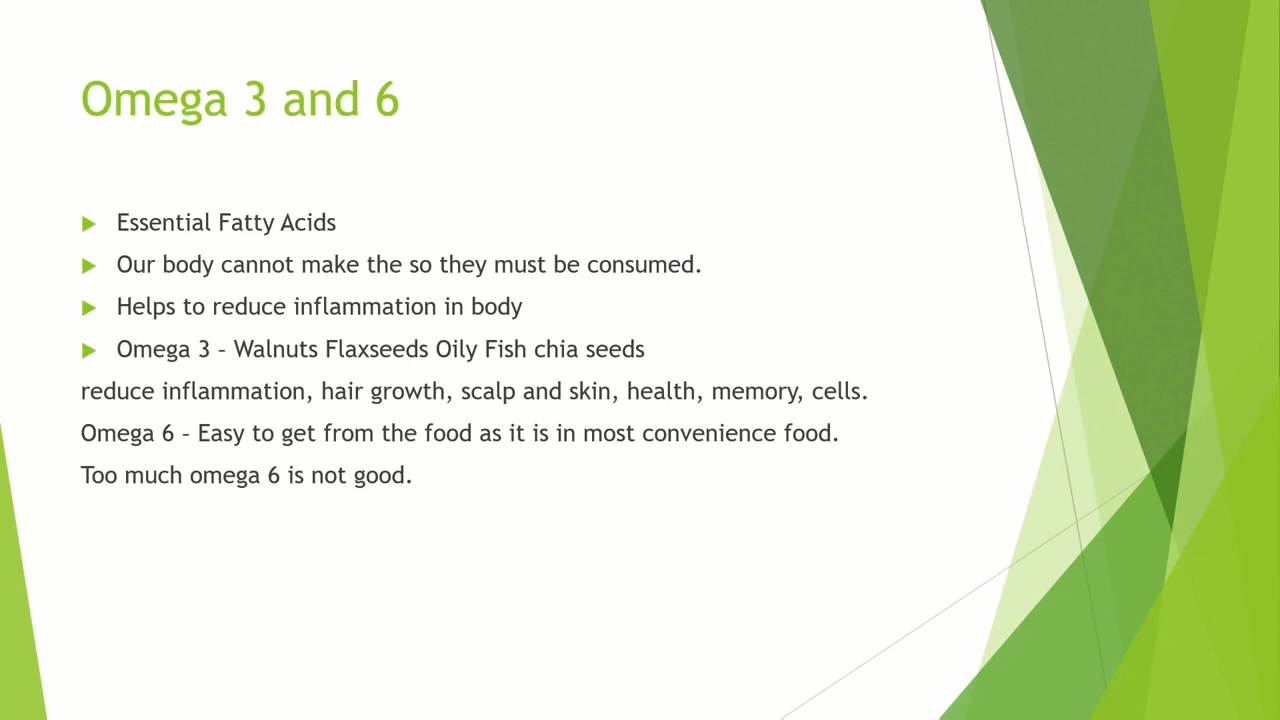 Omega 3 and 6
Essential Fatty Acids
Our body cannot make the so they must be consumed.
Helps to reduce inflammation in body
Omega 3 – Walnuts Flaxseeds Oily Fish chia seeds
reduce inflammation, hair growth, scalp and skin, health, memory, cells.
Omega 6 – Easy to get from the food as it is in most convenience food.
Too much omega 6 is not good.